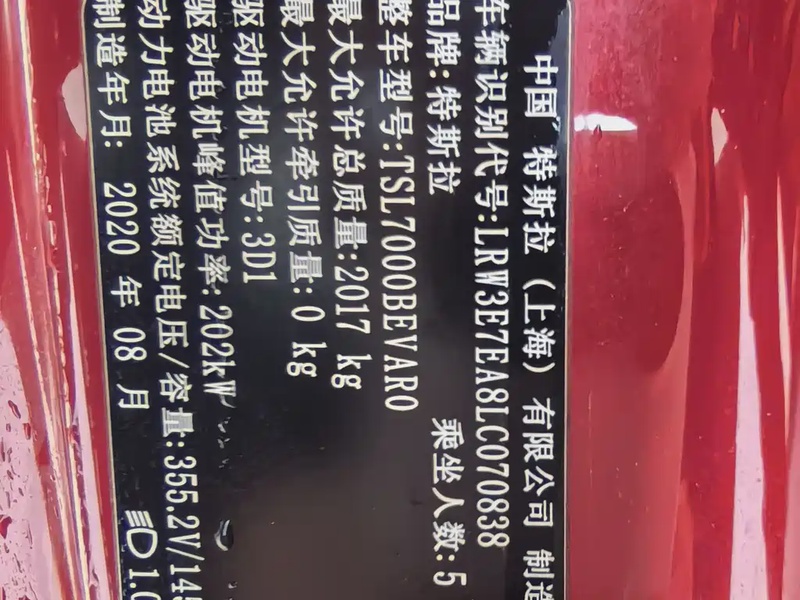 中国 特斯拉（上海）有限公司 制造
车辆识别代号:LRW3E7EA8LC070838
品牌:特斯拉 乘坐人数:5
整车型号:TSL7000BEVAR0
最大允许总质量:2017 kg
最大允许牵引质量:0 kg
驱动电机型号:3D1
驱动电机峰值功率:202kW
动力电池系统额定电压/容量:355.2V/145
制造年月: 2020 年 08 月 1.0